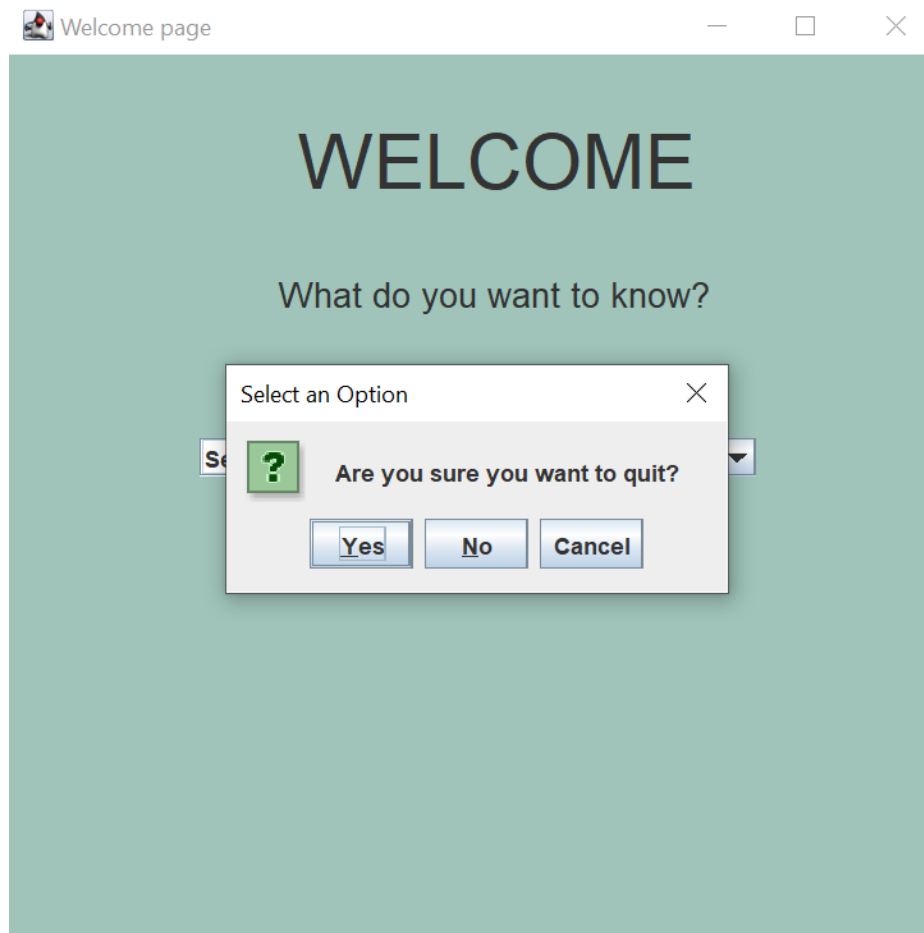 Welcome page
WELCOME
What do you want to know?
Select an Option
? Are you sure you want to quit?
Yes No Cancel